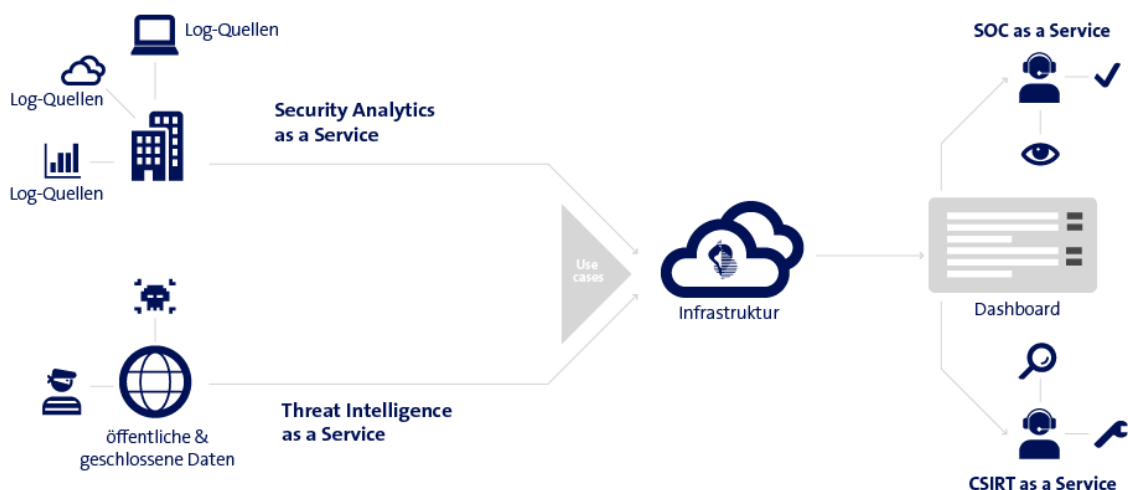 Log-Quellen
Log-Quellen
Log-Quellen
Security Analytics
as a Service
öffentliche &
geschlossene Daten
Threat Intelligence
as a Service
Use
cases
Infrastruktur
SOC as a Service
Dashboard
CSIRT as a Service